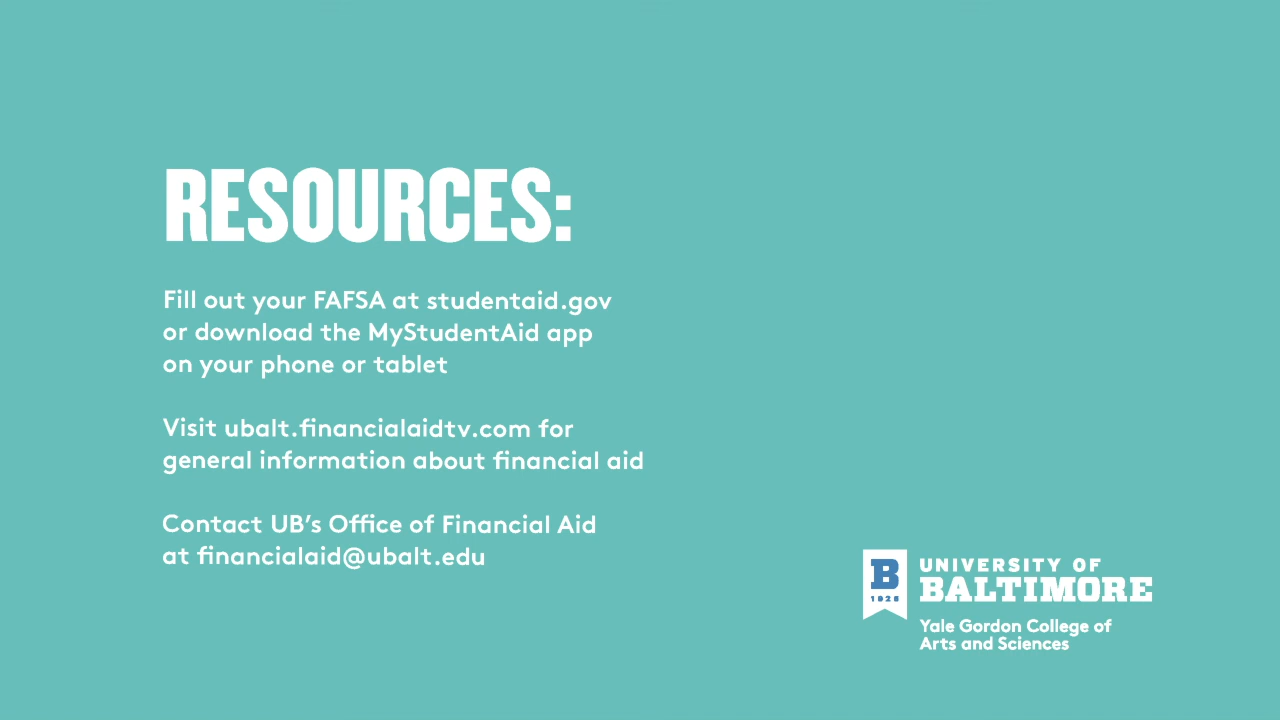 RESOURCES:
Fill out your FAFSA at studentaid.gov
or download the MyStudentAid app
on your phone or tablet
Visit ubalt.financialaidtv.com for
general information about financial aid
Contact UB’s Office of Financial Aid
at financialaid@ubalt.edu
B
1925
UNIVERSITY OF
BALTIMORE
Yale Gordon College of
Arts and Sciences